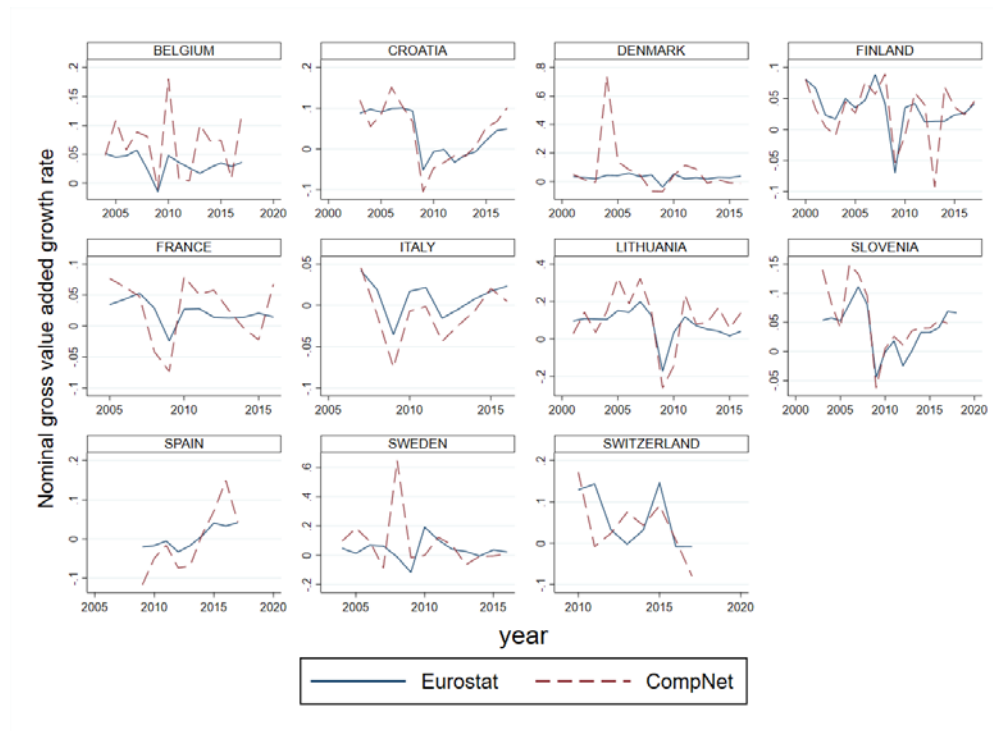 Nominal gross value added growth rate
BELGIUM
.2
.15
.1
.05
0
2005 2010 2015 2020
CROATIA
.2
.1
0
-.1
2000 2005 2010 2015
DENMARK
.8
.6
.4
.2
0
2000 2005 2010 2015
FINLAND
.1
.05
0
-.05
-.1
2000 2005 2010 2015
FRANCE
.1
.05
0
-.05
-.1
2005 2010 2015
ITALY
.05
0
-.05
-.1
2005 2010 2015
LITHUANIA
.4
.2
0
-.2
2000 2005 2010 2015
SLOVENIA
.15
.1
.05
0
-.05
2000 2005 2010 2015 2020
SPAIN
.2
.1
0
-.1
2005 2010 2015 2020
SWEDEN
.6
.4
.2
0
-.2
2000 2005 2010 2015
SWITZERLAND
.2
.1
0
-.1
2010 2015 2020
year
Eurostat CompNet